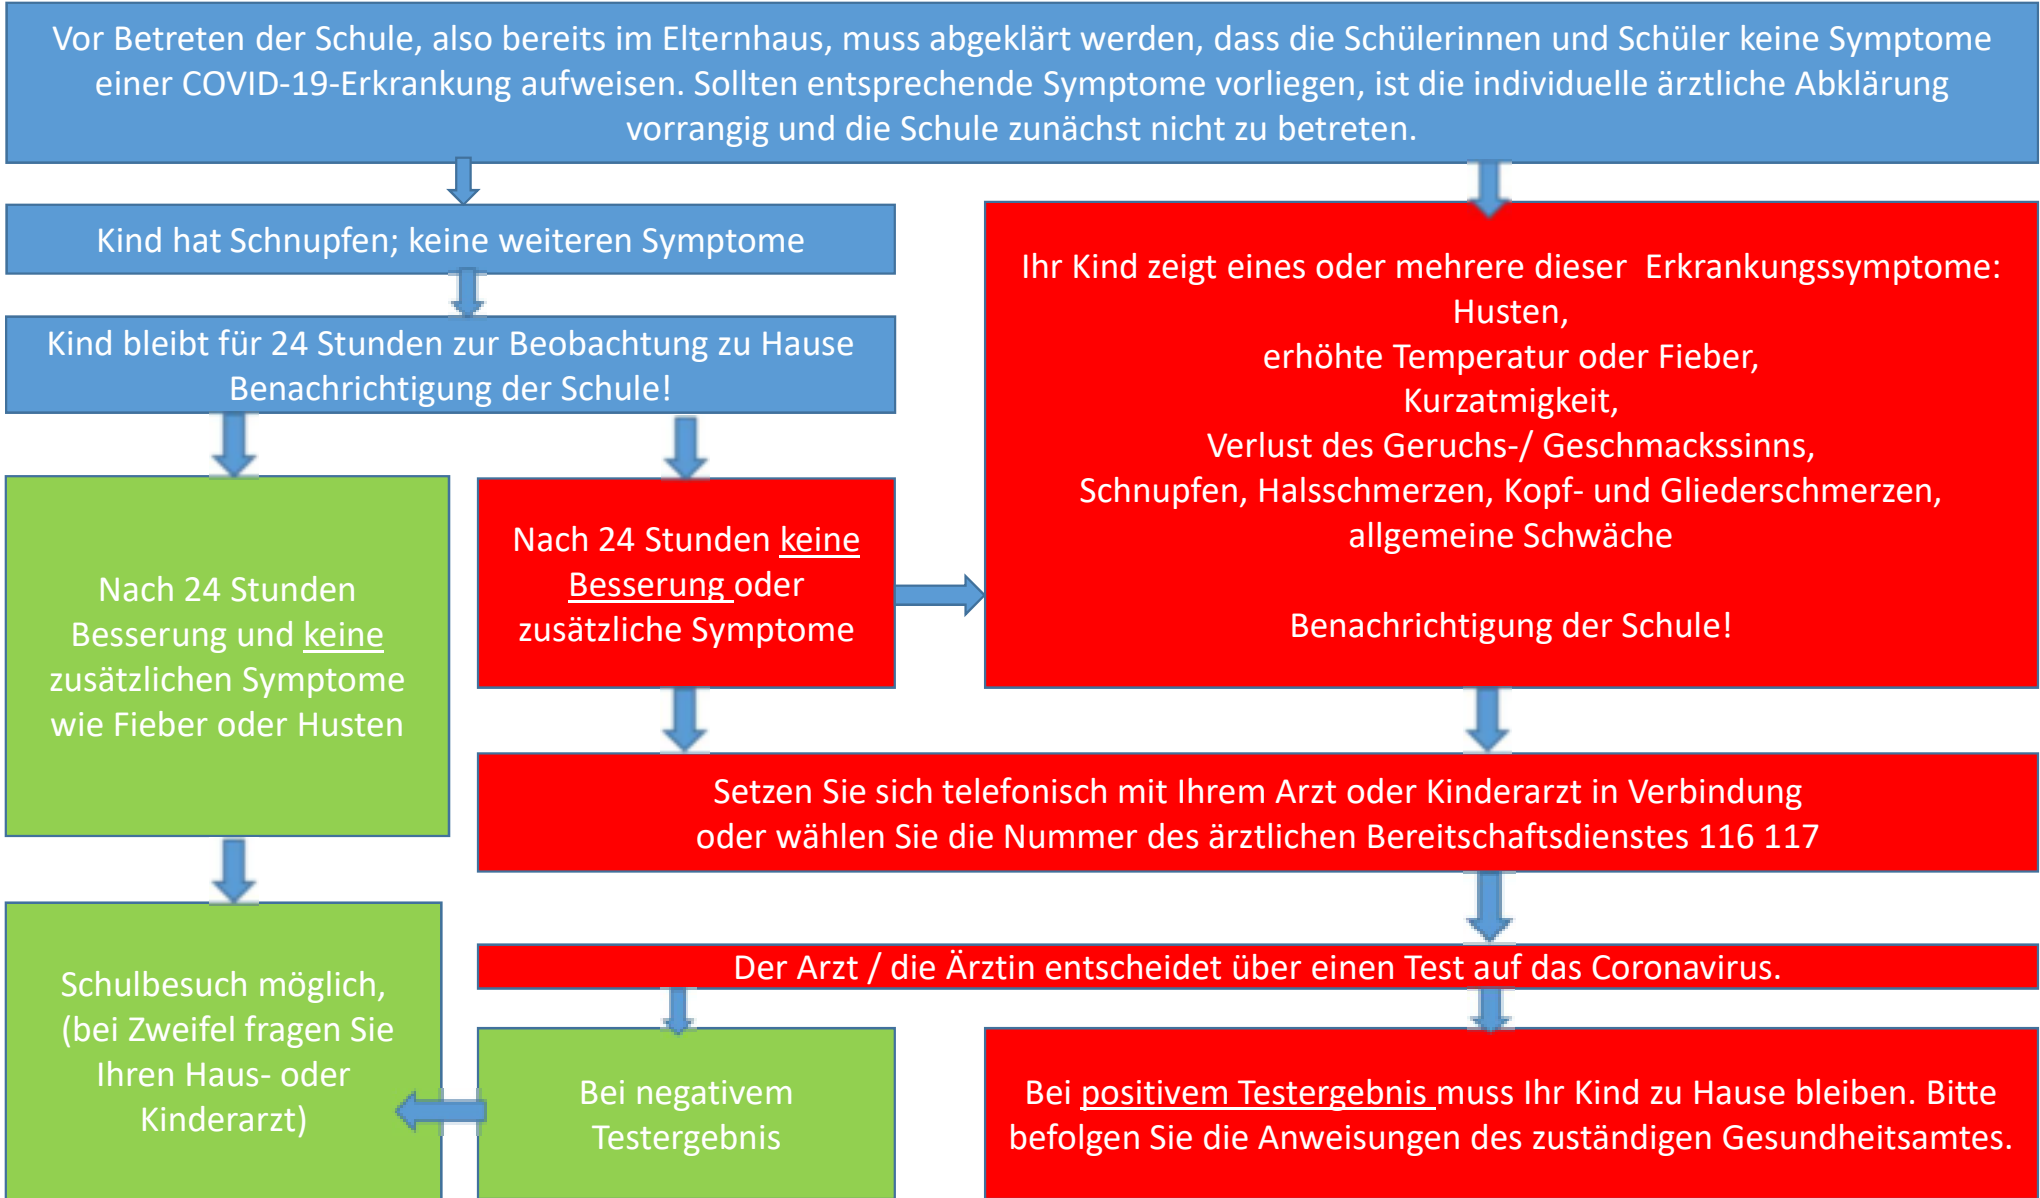 Vor Betreten der Schule, also bereits im Elternhaus, muss abgeklärt werden, dass die Schülerinnen und Schüler keine Symptome
einer COVID-19-Erkrankung aufweisen. Sollten entsprechende Symptome vorliegen, ist die individuelle ärztliche Abklärung
vorrangig und die Schule zunächst nicht zu betreten.
Kind hat Schnupfen; keine weiteren Symptome
Kind bleibt für 24 Stunden zur Beobachtung zu Hause
Benachrichtigung der Schule!
Ihr Kind zeigt eines oder mehrere dieser Erkrankungssymptome:
Husten,
erhöhte Temperatur oder Fieber,
Kurzatmigkeit,
Verlust des Geruchs-/ Geschmackssinns,
Schnupfen, Halsschmerzen, Kopf- und Gliederschmerzen,
allgemeine Schwäche
Benachrichtigung der Schule!
Nach 24 Stunden
Besserung und keine
zusätzlichen Symptome
wie Fieber oder Husten
Nach 24 Stunden keine
Besserung oder
zusätzliche Symptome
Setzen Sie sich telefonisch mit Ihrem Arzt oder Kinderarzt in Verbindung
oder wählen Sie die Nummer des ärztlichen Bereitschaftsdienstes 116 117
Der Arzt / die Ärztin entscheidet über einen Test auf das Coronavirus.
Schulbesuch möglich,
(bei Zweifel fragen Sie
Ihren Haus- oder
Kinderarzt)
Bei negativem
Testergebnis
Bei positivem Testergebnis muss Ihr Kind zu Hause bleiben. Bitte
befolgen Sie die Anweisungen des zuständigen Gesundheitsamtes.